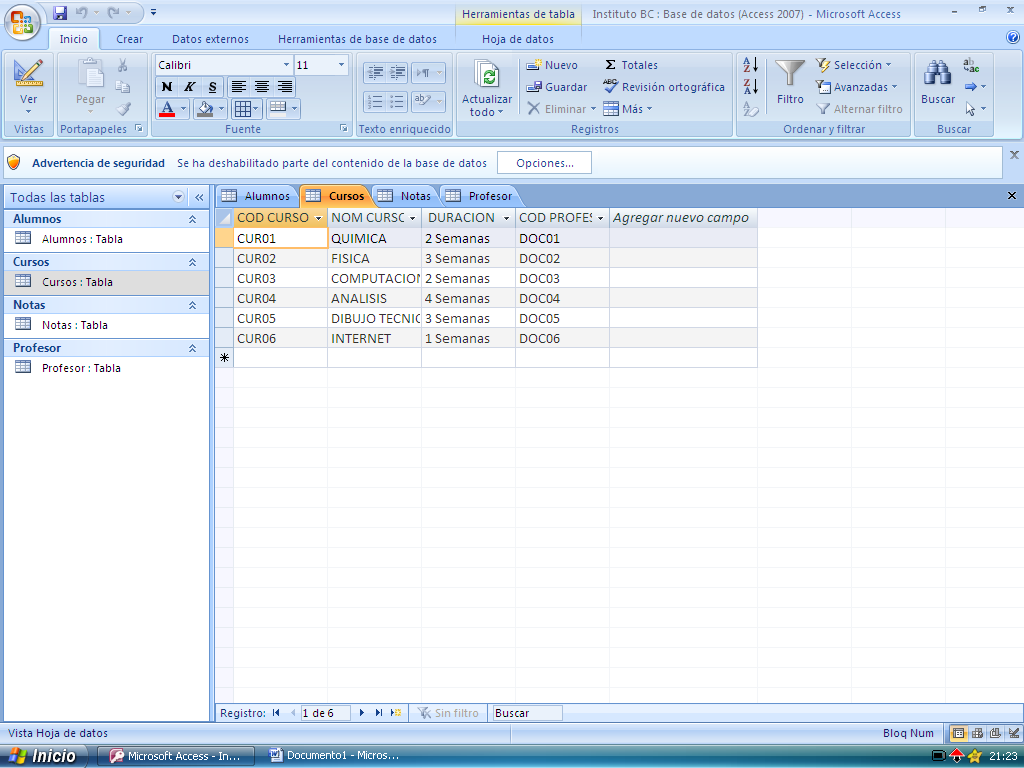 Herramientas de tabla
Instituto BC : Base de datos (Access 2007) - Microsoft Access
Inicio
Crear
Datos externos
Herramientas de base de datos
Hoja de datos
Ver
Vistas
Pegar
Portapapeles
Calibri
11
N K S
A
Fuente
Texto enriquecido
Actualizar
todo
Nuevo
Guardar
Eliminar
Σ Totales
ABC Revisión ortográfica
Más
Registros
Filtro
Selección
Avanzadas
Alternar filtro
Ordenar y filtrar
Buscar
Buscar
Advertencia de seguridad Se ha deshabilitado parte del contenido de la base de datos Opciones...
Todas las tablas
Alumnos
Alumnos : Tabla
Cursos
Cursos : Tabla
Notas
Notas : Tabla
Profesor
Profesor : Tabla
Alumnos Cursos Notas Profesor
COD CURSO NOM CURSO DURACION COD PROFES Agregar nuevo campo
CUR01 QUIMICA 2 Semanas DOC01
CUR02 FISICA 3 Semanas DOC02
CUR03 COMPUTACION 2 Semanas DOC03
CUR04 ANALISIS 4 Semanas DOC04
CUR05 DIBUJO TECNIC 3 Semanas DOC05
CUR06 INTERNET 1 Semanas DOC06
Registro: 1 de 6 Sin filtro Buscar
Vista Hoja de datos
Bloq Num
Inicio
Microsoft Access - In...
Documento1 - Micros...
21:23